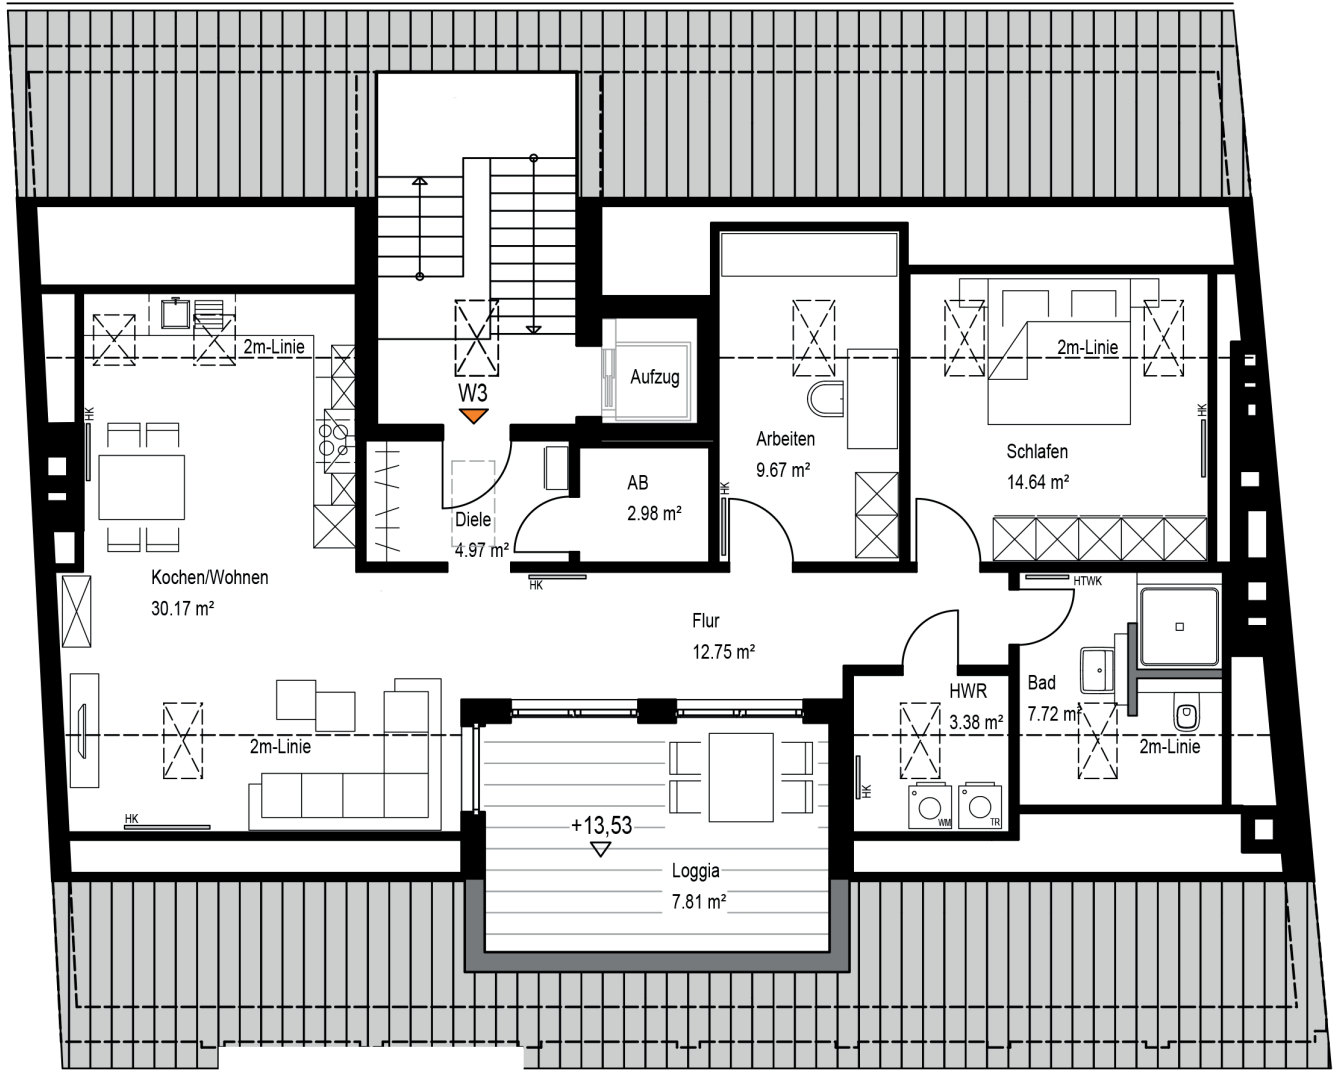 2m-Linie
2m-Linie
Aufzug
W3
HK
HK
Arbeiten
9.67 m²
Schlafen
14.64 m²
AB
2.98 m²
HK
Diele
4.97 m²
Kochen/Wohnen
30.17 m²
HK
HTWK
Flur
12.75 m²
HWR
3.38 m²
Bad
7.72 m²
2m-Linie
2m-Linie
HK
HK
WM
TR
+13,53
Loggia
7.81 m²